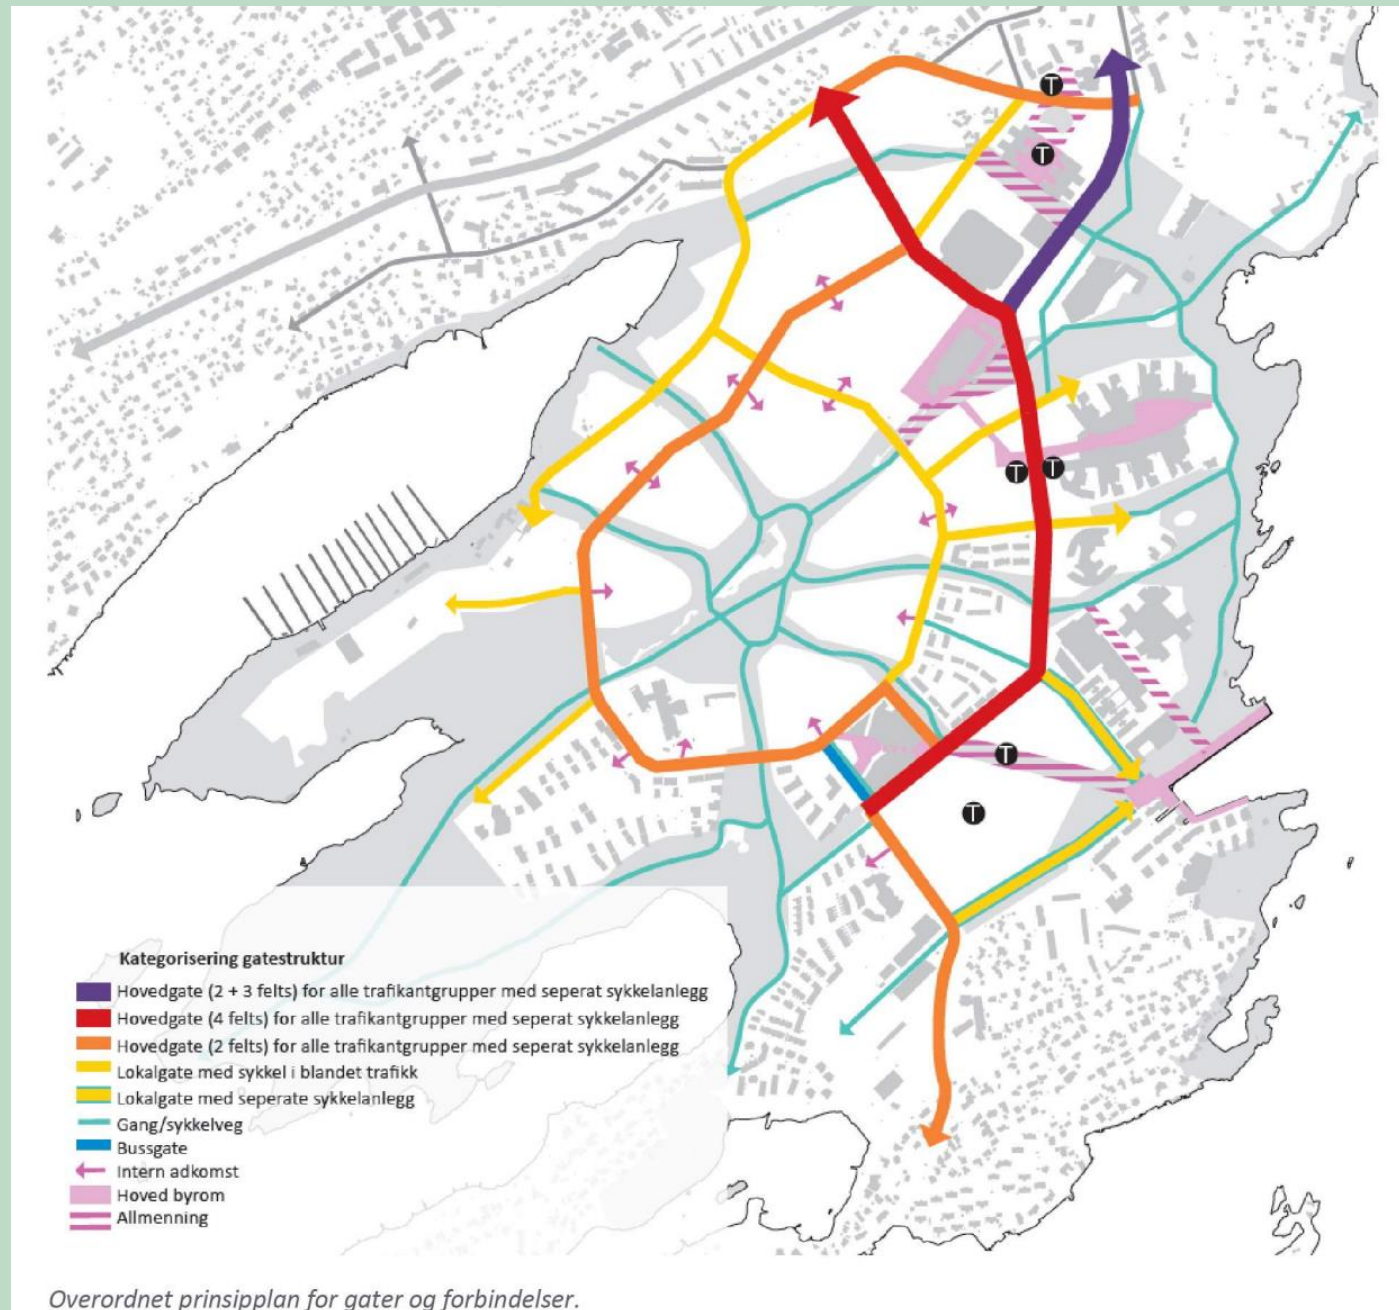 T
T
T T
T
T
Kategorisering gatestruktur
Hovedgate (2 + 3 felts) for alle trafikantgrupper med seperat sykkelanlegg
Hovedgate (4 felts) for alle trafikantgrupper med seperat sykkelanlegg
Hovedgate (2 felts) for alle trafikantgrupper med seperat sykkelanlegg
Lokalgate med sykkel i blandet trafikk
Lokalgate med seperate sykkelanlegg
Gang/sykkelveg
Bussgate
Intern adkomst
Hoved byrom
Allmenning
Overordnet prinsipplan for gater og forbindelser.